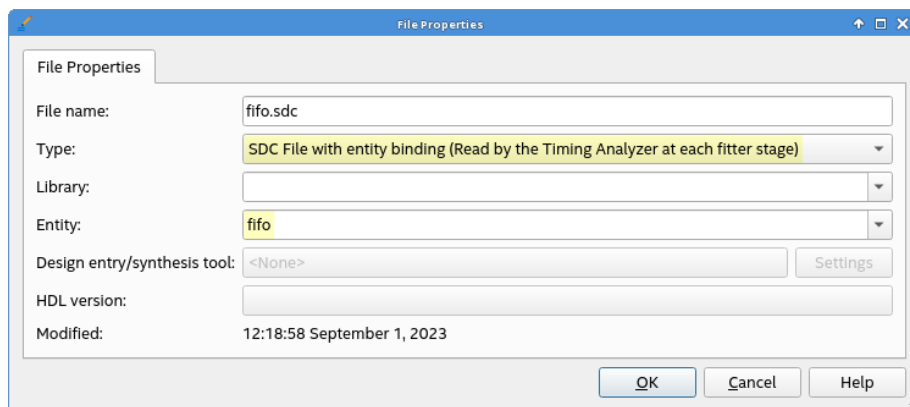 File Properties
File Properties
File name: fifo.sdc
Type: SDC File with entity binding (Read by the Timing Analyzer at each fitter stage)
Library:
Entity: fifo
Design entry/synthesis tool: <None> Settings
HDL version:
Modified: 12:18:58 September 1, 2023
OK Cancel Help